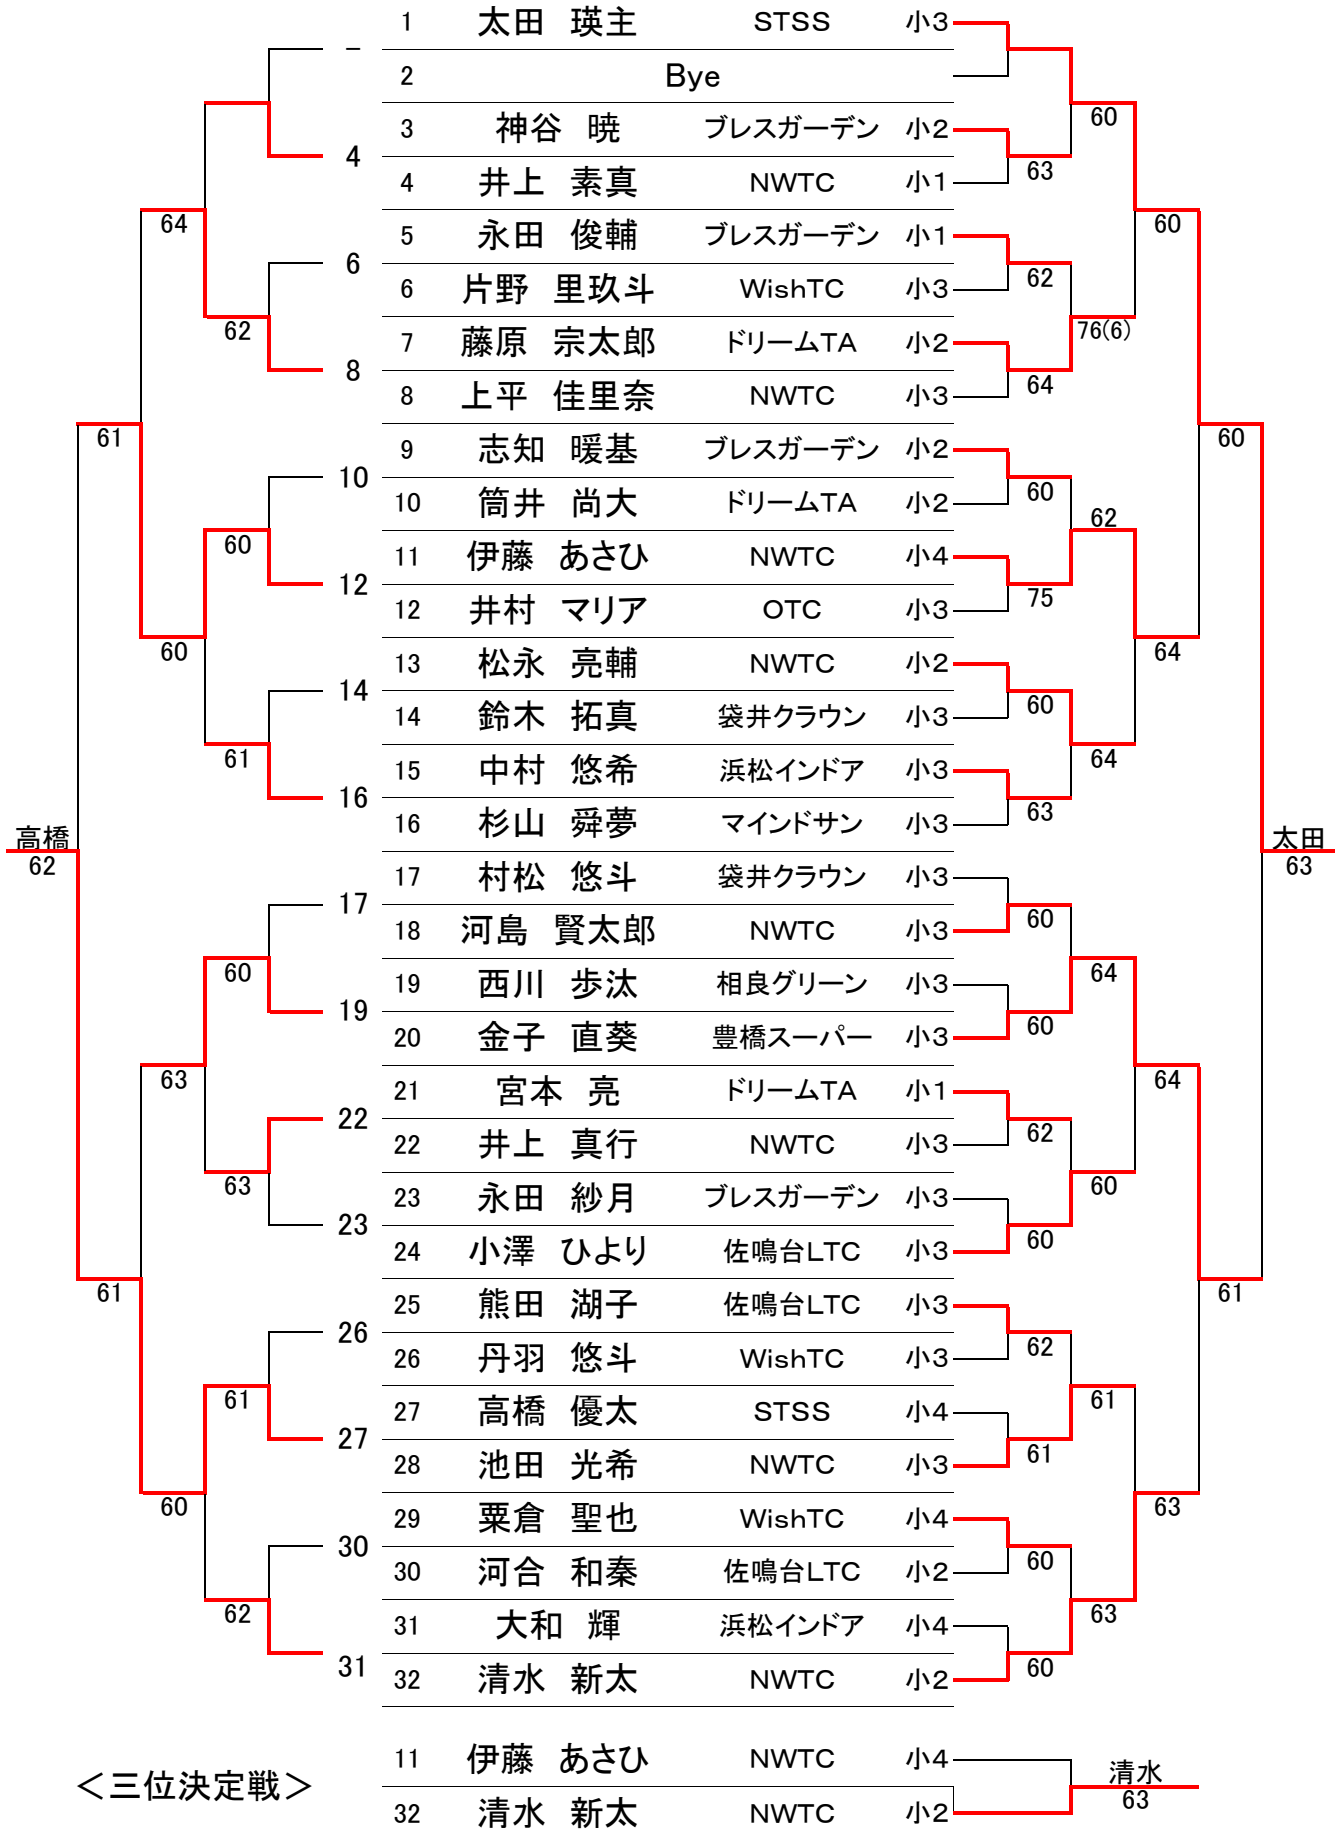 1 太田 瑛主 STSS 小3
－
2 Bye
3 神谷 暁 ブレスガーデン 小2 60
4 63
4 井上 素真 NWTC 小1
64 60
5 永田 俊輔 ブレスガーデン 小1
6 62
6 片野 里玖斗 WishTC 小3
62 76(6)
7 藤原 宗太郎 ドリームTA 小2
8 64
8 上平 佳里奈 NWTC 小3
61 60
9 志知 暖基 ブレスガーデン 小2
10 60
10 筒井 尚大 ドリームTA 小2
60 62
11 伊藤 あさひ NWTC 小4
12 75
12 井村 マリア OTC 小3
60 64
13 松永 亮輔 NWTC 小2
14 60
14 鈴木 拓真 袋井クラウン 小3
61 64
15 中村 悠希 浜松インドア 小3
16 63
16 杉山 舜夢 マインドサン 小3
高橋 太田
62 63
17 村松 悠斗 袋井クラウン 小3
17 60
18 河島 賢太郎 NWTC 小3
60 64
19 西川 歩汰 相良グリーン 小3
19 60
20 金子 直葵 豊橋スーパー 小3
63 64
21 宮本 亮 ドリームTA 小1
22 62
22 井上 真行 NWTC 小3
63 60
23 永田 紗月 ブレスガーデン 小3
23 60
24 小澤 ひより 佐鳴台LTC 小3
61 61
25 熊田 湖子 佐鳴台LTC 小3
26 62
26 丹羽 悠斗 WishTC 小3
61 61
27 高橋 優太 STSS 小4
27 61
28 池田 光希 NWTC 小3
60 63
29 粟倉 聖也 WishTC 小4
30 60
30 河合 和秦 佐鳴台LTC 小2
62 63
31 大和 輝 浜松インドア 小4
31 60
32 清水 新太 NWTC 小2
11 伊藤 あさひ NWTC 小4
＜三位決定戦＞ 清水
63
32 清水 新太 NWTC 小2